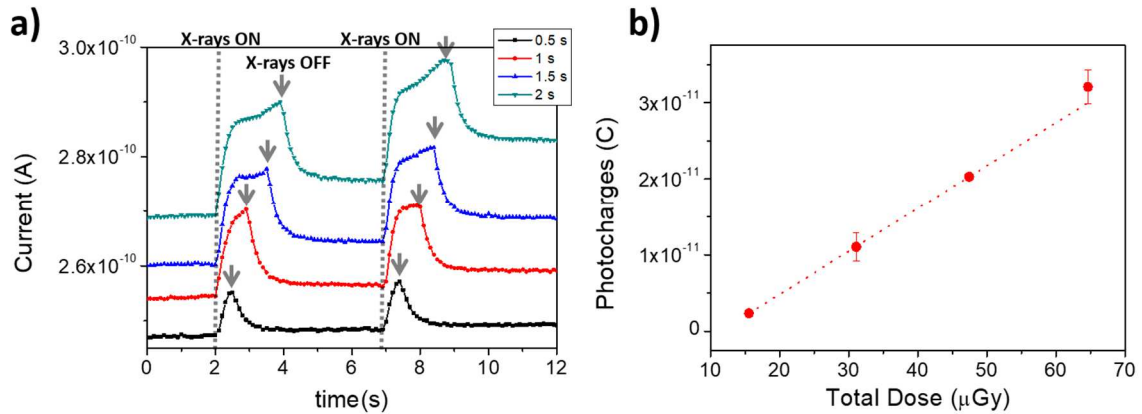 a)
X-rays ON
X-rays ON
X-rays OFF
0.5 s
1 s
1.5 s
2 s
3.0x10⁻¹⁰
2.8x10⁻¹⁰
2.6x10⁻¹⁰
Current (A)
0 2 4 6 8 10 12
time(s)
b)
3x10⁻¹¹
2x10⁻¹¹
1x10⁻¹¹
0
Photocharges (C)
10 20 30 40 50 60 70
Total Dose (μGy)